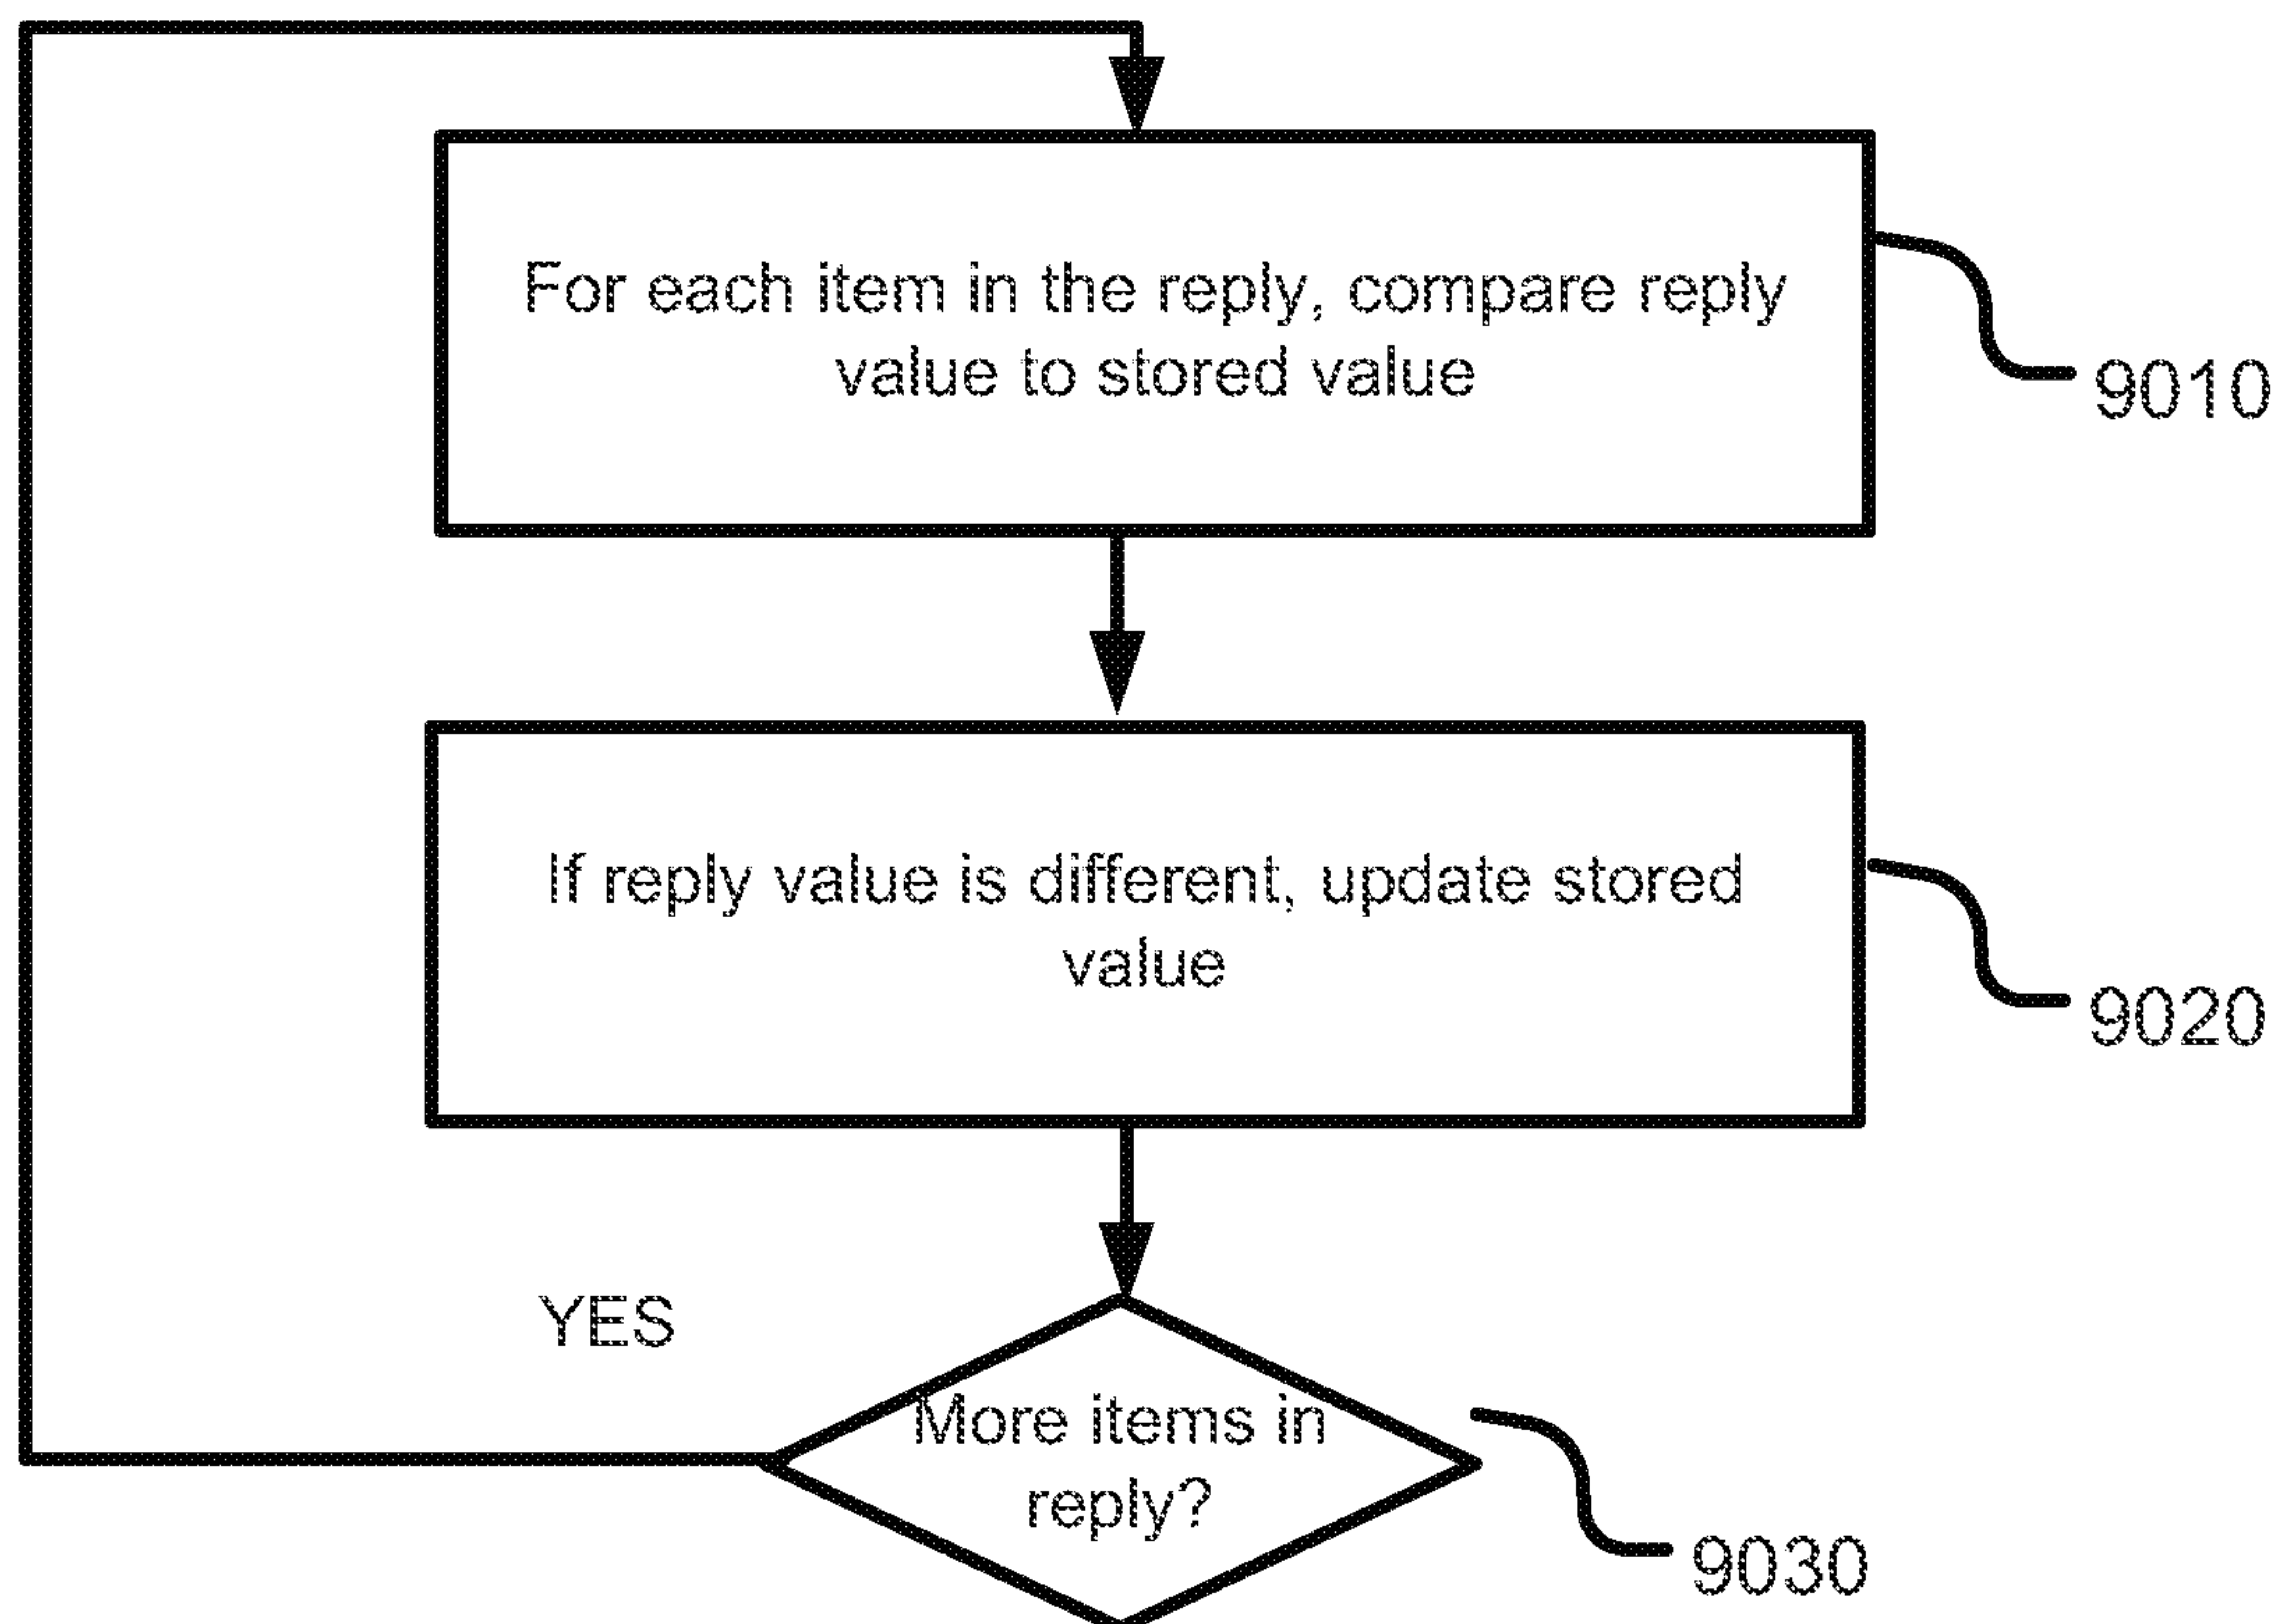 For each item in the reply, compare reply
value to stored value
9010
If reply value is different, update stored
value
9020
YES
More items in
reply?
9030